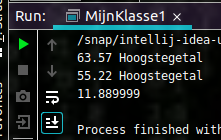 Run: MijnKlasse1 ×
/snap/intellij-idea-u
63.57 Hoogstegetal
55.22 Hoogstegetal
11.889999
Process finished with